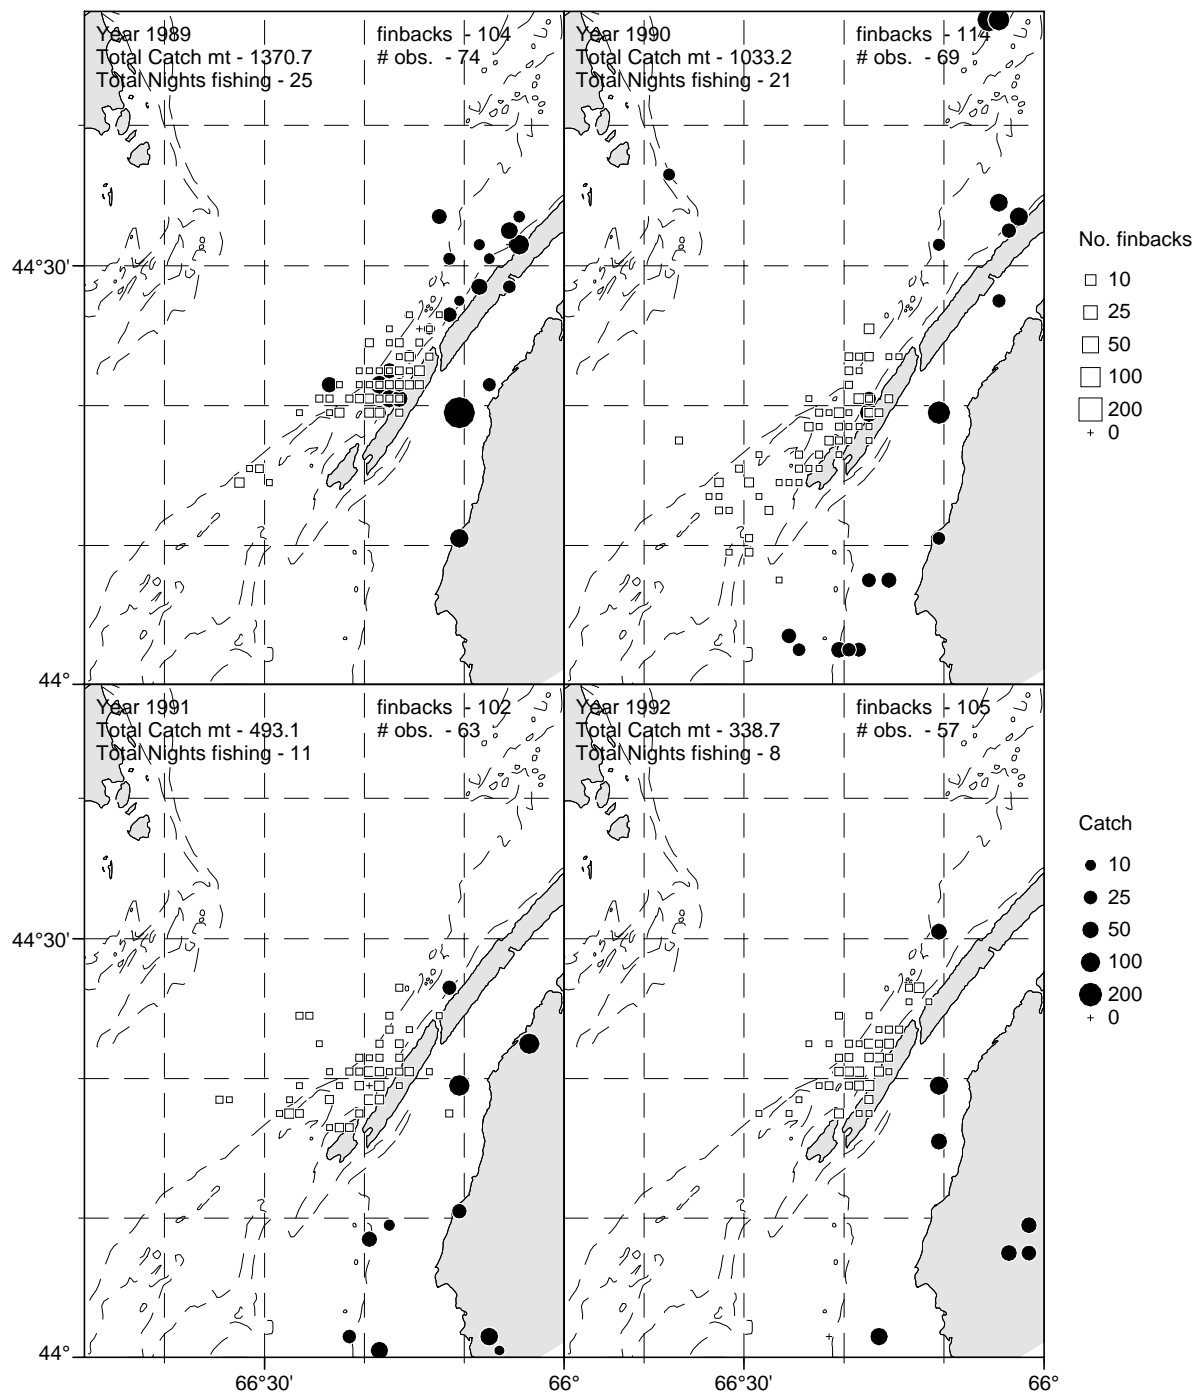 Year 1989
Total Catch mt - 1370.7
Total Nights fishing - 25
finbacks - 104
# obs. - 74
Year 1990
Total Catch mt - 1033.2
Total Nights fishing - 21
finbacks - 114
# obs. - 69
No. finbacks
10
25
50
100
200
+ 0
44°30'
44°
Year 1991
Total Catch mt - 493.1
Total Nights fishing - 11
finbacks - 102
# obs. - 63
Year 1992
Total Catch mt - 338.7
Total Nights fishing - 8
finbacks - 105
# obs. - 57
Catch
10
25
50
100
200
+ 0
44°30'
44°
66°30'
66°
66°30'
66°